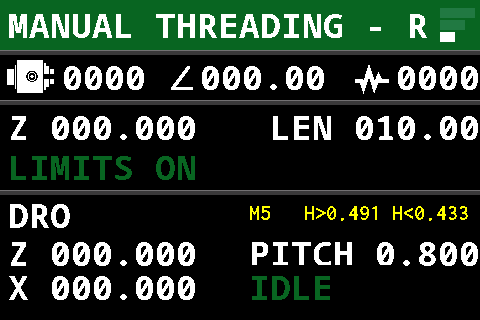 MANUAL THREADING - R
0000 ∠000.00 0000
Z 000.000 LEN 010.00
LIMITS ON
DRO M5 H>0.491 H<0.433
Z 000.000 PITCH 0.800
X 000.000 IDLE